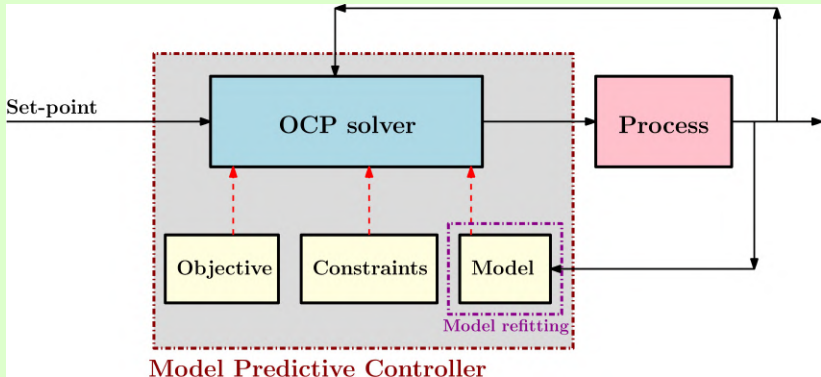 Set-point
OCP solver
Process
Objective
Constraints
Model
Model refitting
Model Predictive Controller